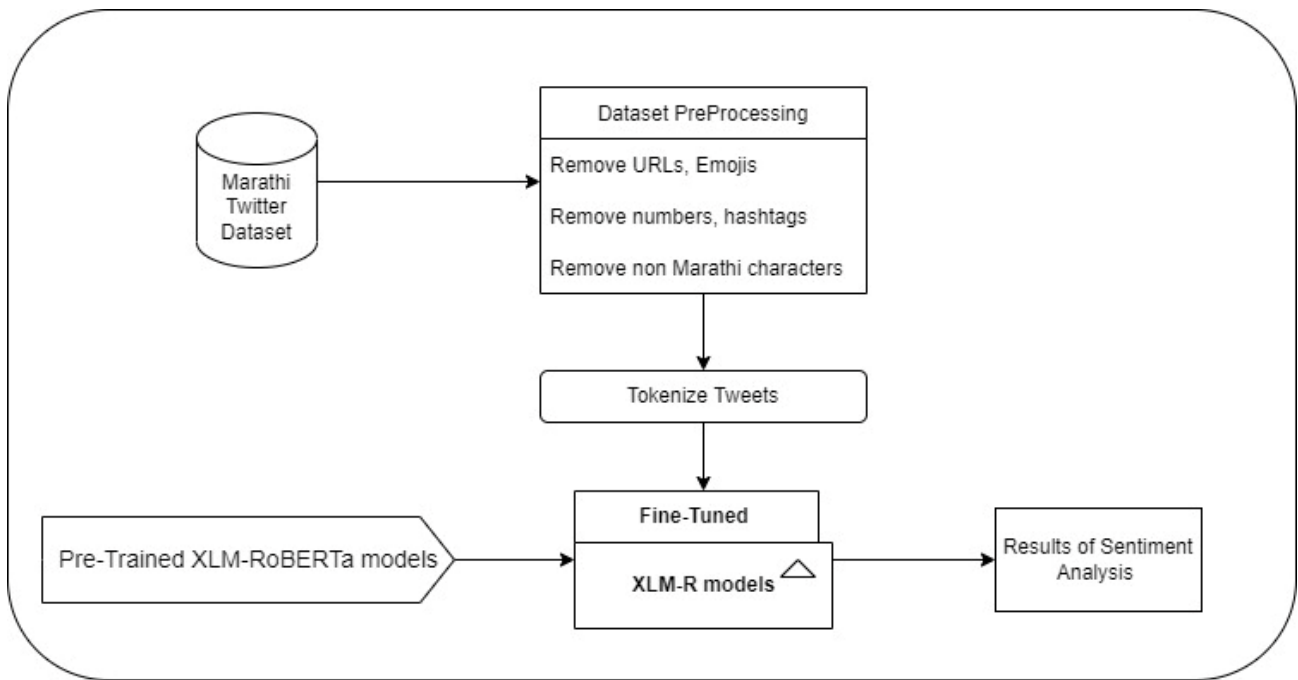 Marathi
Twitter
Dataset
Dataset PreProcessing
Remove URLs, Emojis
Remove numbers, hashtags
Remove non Marathi characters
Tokenize Tweets
Pre-Trained XLM-RoBERTa models
Fine-Tuned
XLM-R models
Results of Sentiment
Analysis